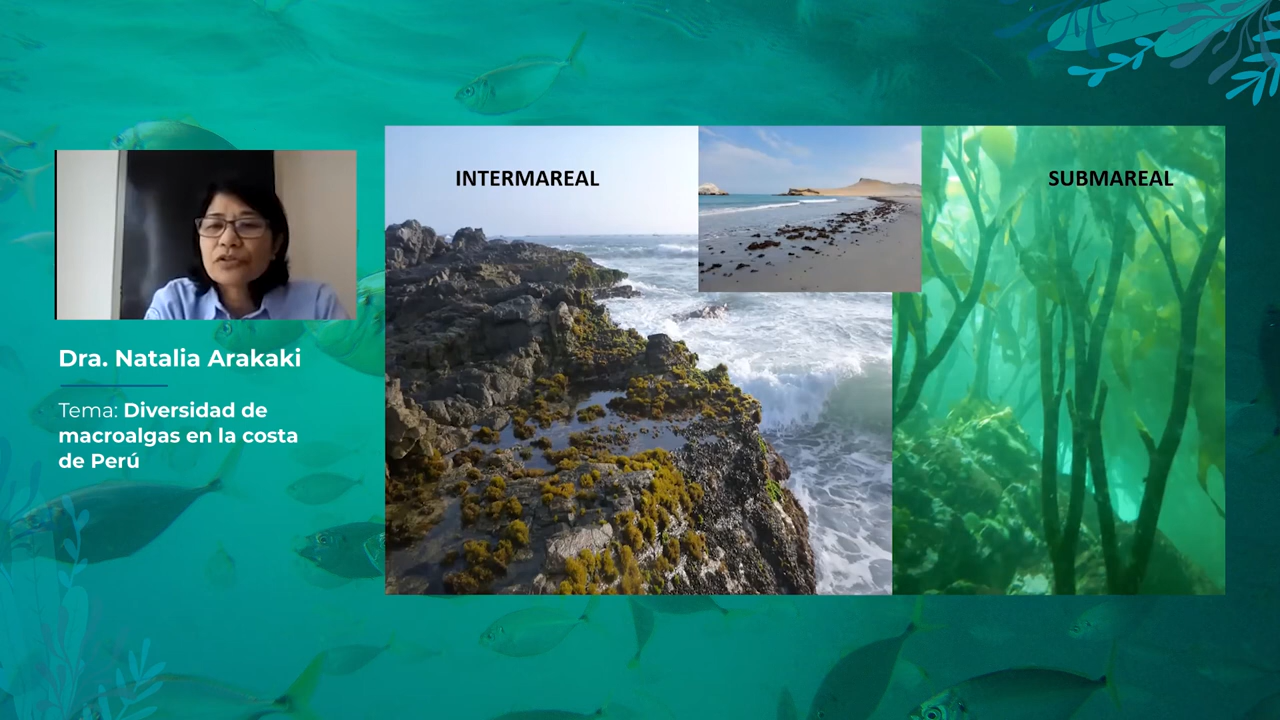 Dra. Natalia Arakaki
Tema: Diversidad de
macroalgas en la costa
de Perú
INTERMAREAL
SUBMAREAL